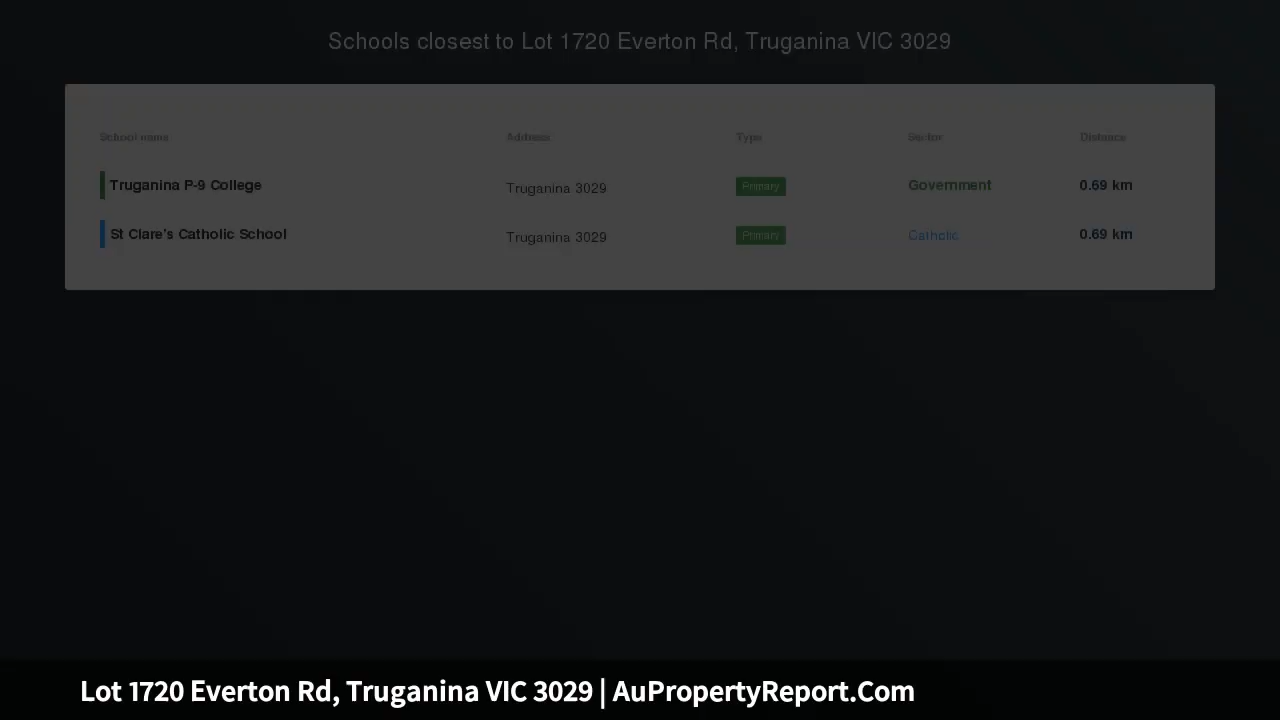 Schools closest to Lot 1720 Everton Rd, Truganina VIC 3029
School name Address Type Sector Distance
Truganina P-9 College Truganina 3029 Primary Government 0.69 km
St Clare's Catholic School Truganina 3029 Primary Catholic 0.69 km
Lot 1720 Everton Rd, Truganina VIC 3029 | AuPropertyReport.Com